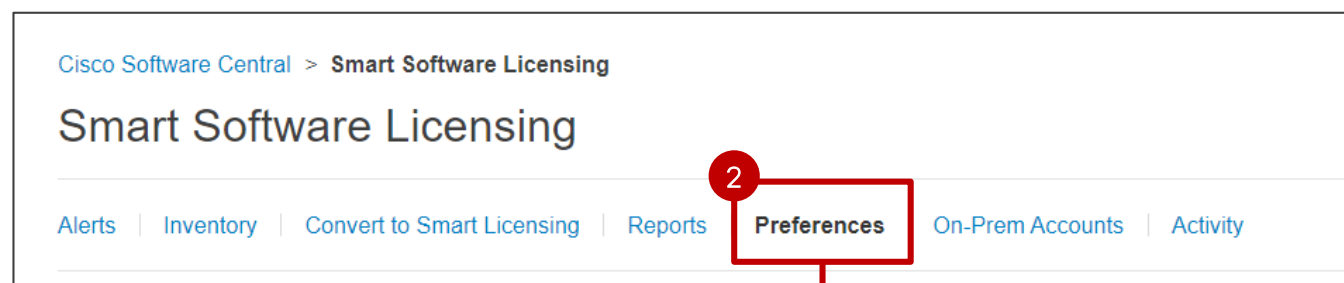 Cisco Software Central > Smart Software Licensing
Smart Software Licensing
2
Alerts | Inventory | Convert to Smart Licensing | Reports Preferences On-Prem Accounts | Activity